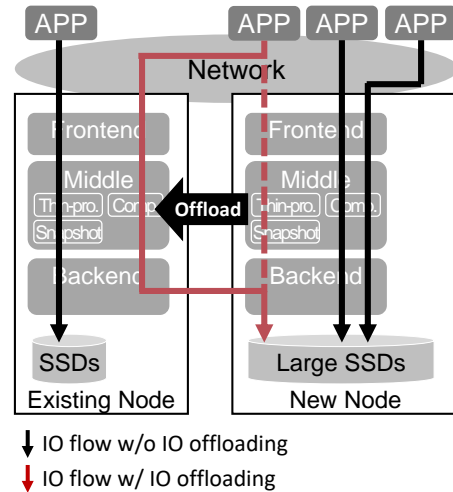 APP APP APP APP
Network
Frontend Frontend
Middle Middle
Thin-pro. Comp. Offload Thin-pro. Comp.
Snapshot Snapshot
Backend Backend
SSDs Large SSDs
Existing Node New Node
IO flow w/o IO offloading
IO flow w/ IO offloading